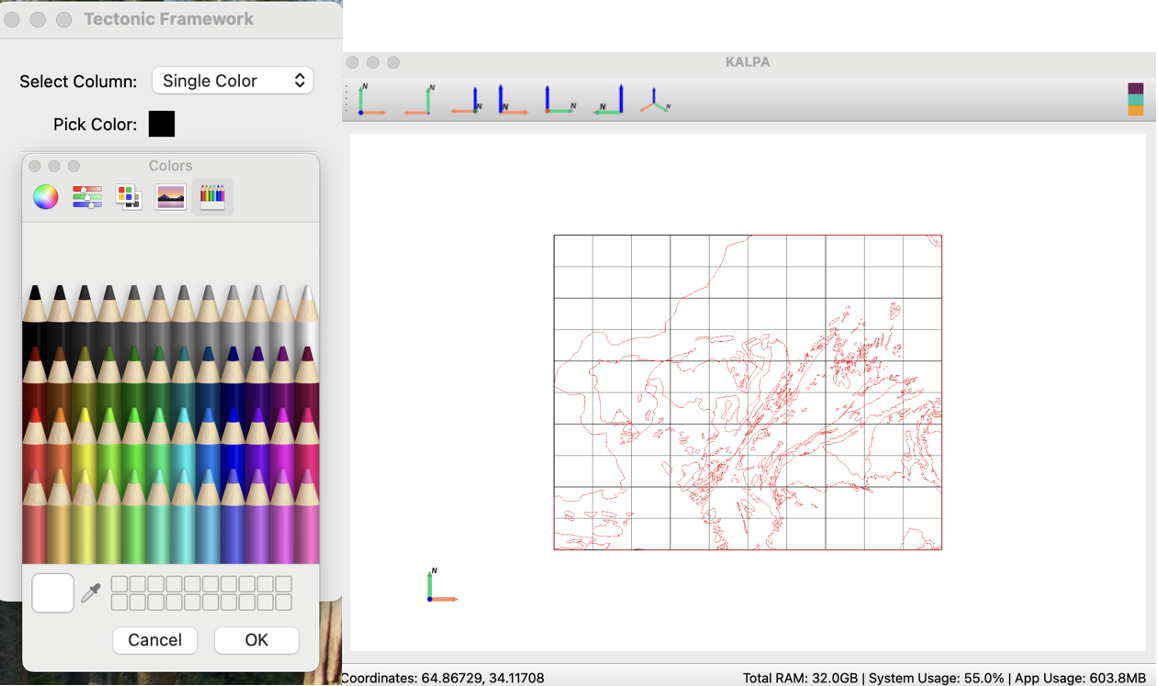 Tectonic Framework
Select Column: Single Color
Pick Color:
Colors
KALPA
N
N
N
N
N
N
N
N
Coordinates: 64.86729, 34.11708
Total RAM: 32.0GB | System Usage: 55.0% | App Usage: 603.8MB
Cancel
OK